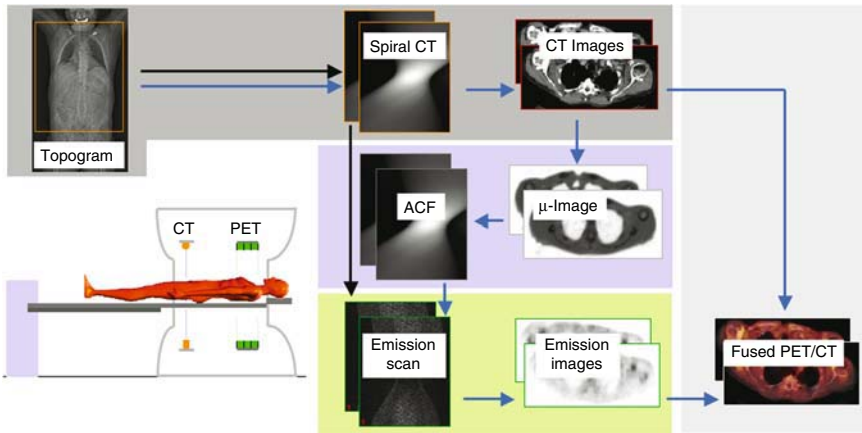 Topogram
Spiral CT
CT Images
ACF
μ-Image
CT
PET
Emission
scan
Emission
images
Fused PET/CT